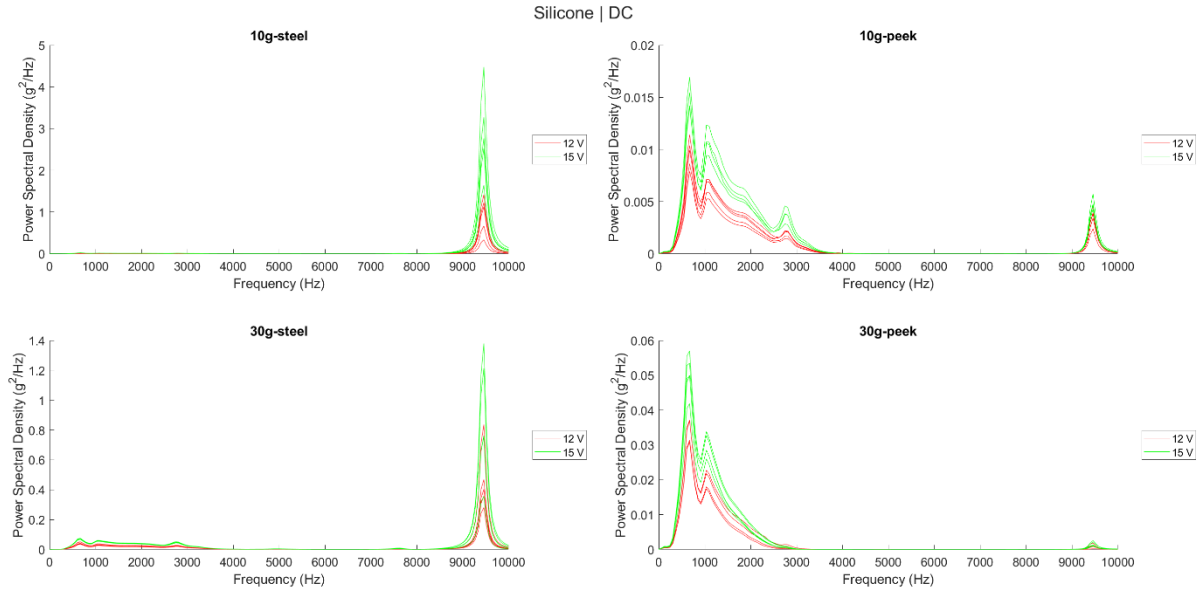 Silicone | DC
10g-steel
Power Spectral Density (g²/Hz)
5
4
3
2
1
0
0 1000 2000 3000 4000 5000 6000 7000 8000 9000 10000
Frequency (Hz)
12 V
15 V
10g-peek
Power Spectral Density (g²/Hz)
0.02
0.015
0.01
0.005
0
0 1000 2000 3000 4000 5000 6000 7000 8000 9000 10000
Frequency (Hz)
12 V
15 V
30g-steel
Power Spectral Density (g²/Hz)
1.4
1.2
1
0.8
0.6
0.4
0.2
0
0 1000 2000 3000 4000 5000 6000 7000 8000 9000 10000
Frequency (Hz)
12 V
15 V
30g-peek
Power Spectral Density (g²/Hz)
0.06
0.05
0.04
0.03
0.02
0.01
0
0 1000 2000 3000 4000 5000 6000 7000 8000 9000 10000
Frequency (Hz)
12 V
15 V